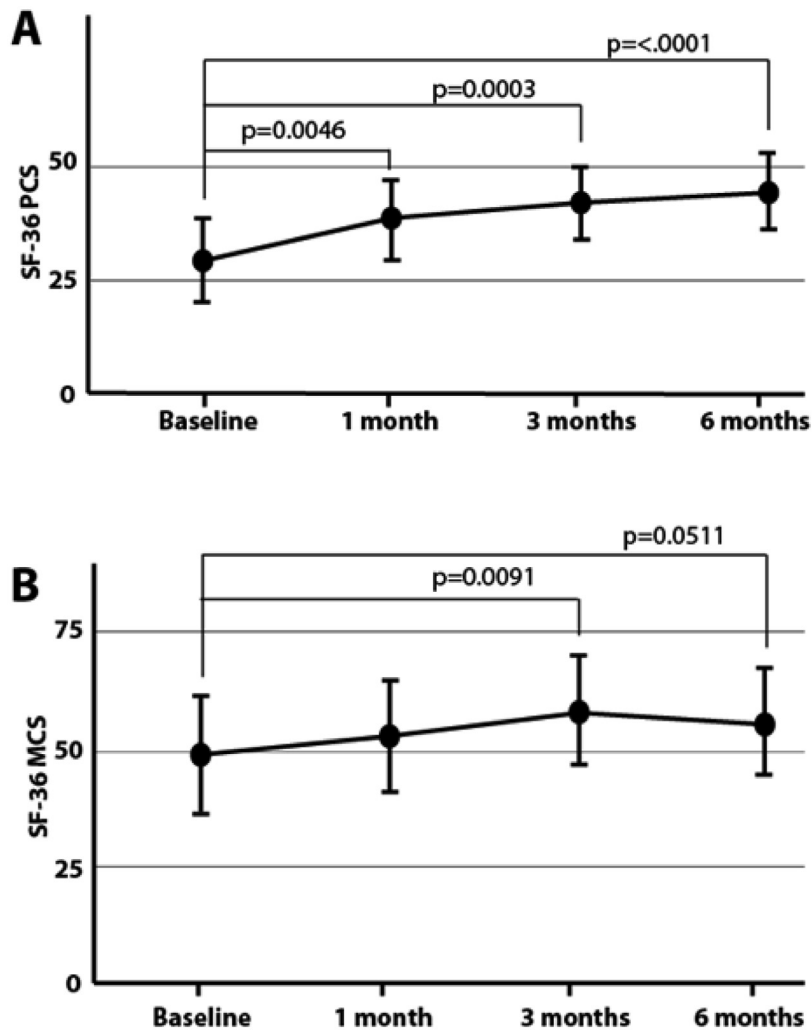 A
p=<.0001
p=0.0003
p=0.0046
50
SF-36 PCS
25
0
Baseline 1 month 3 months 6 months
p=0.0511
B
p=0.0091
75
50
SF-36 MCS
25
0
Baseline 1 month 3 months 6 months